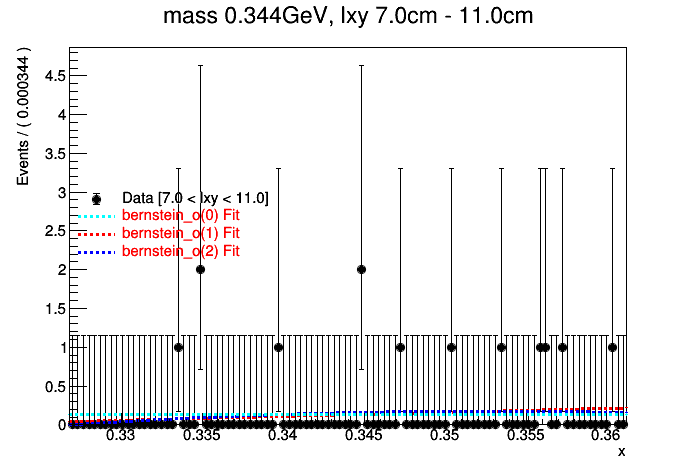 mass 0.344GeV, lxy 7.0cm - 11.0cm
Events / ( 0.000344 )
4.5
4
3.5
3
2.5
2
1.5
1
0.5
0
Data [7.0 < lxy < 11.0]
bernstein_o(0) Fit
bernstein_o(1) Fit
bernstein_o(2) Fit
0.33 0.335 0.34 0.345 0.35 0.355 0.36
x